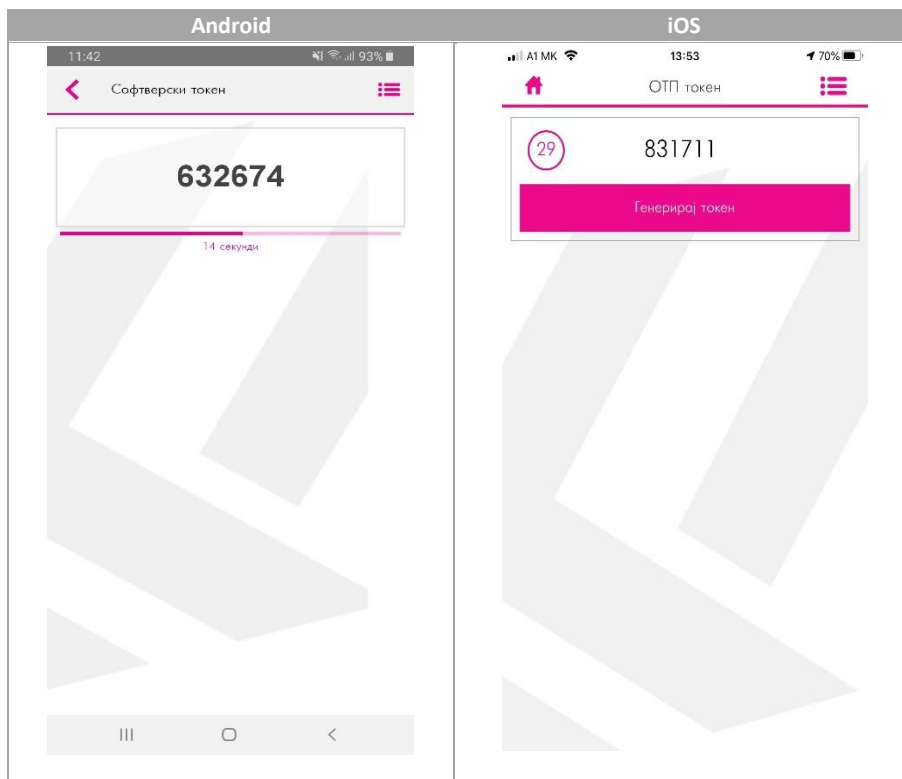 Android
iOS
11:42
93%
Софтверски токен
632674
14 секунди
A1 MK
13:53
70%
ОТП токен
29
831711
Генерирај токен